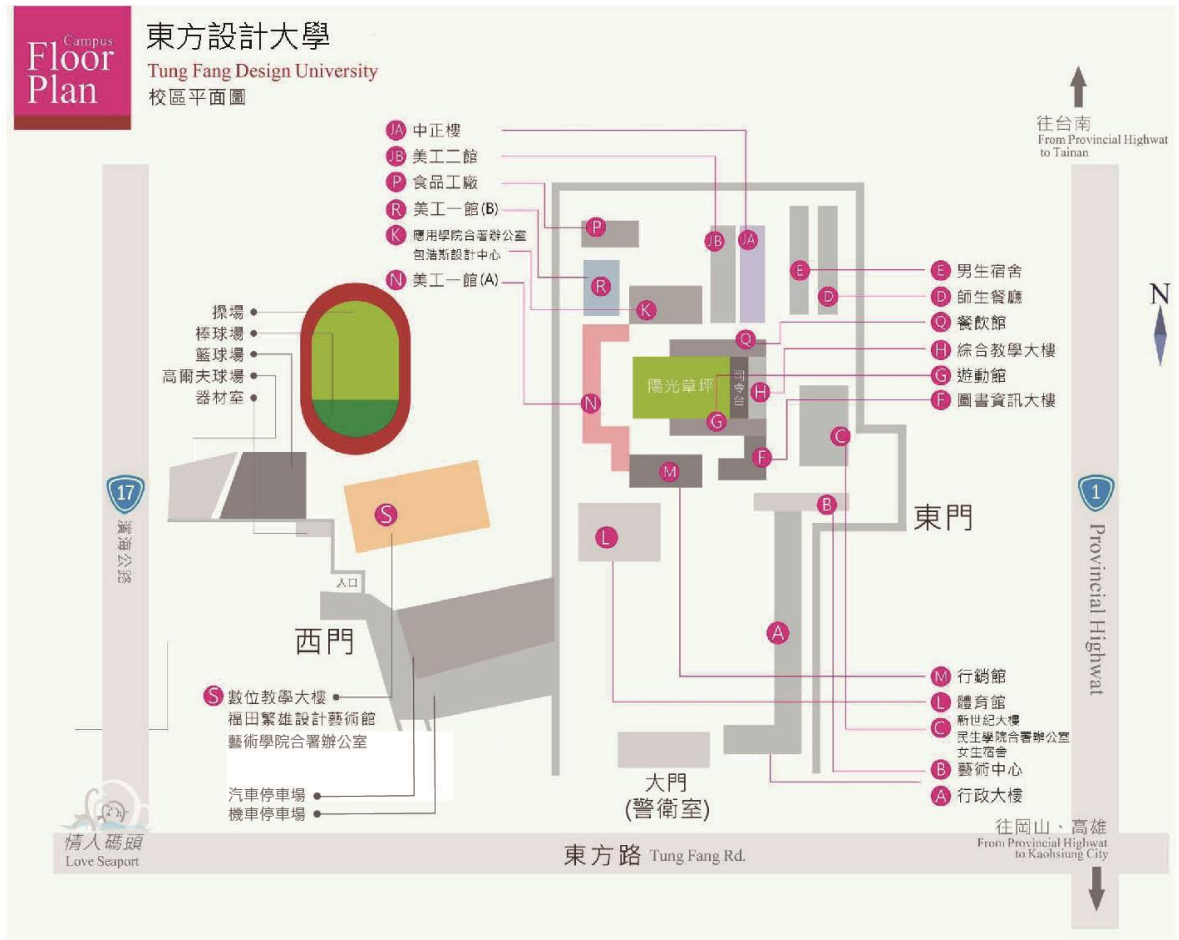 Campus
Floor
Plan
東方設計大學
Tung Fang Design University
校區平面圖
往台南
From Provincial Highwat
to Tainan
JA 中正樓
JB 美工二館
P 食品工廠
R 美工一館(B)
K 應用學院合署辦公室
包浩斯設計中心
N 美工一館(A)
操場
棒球場
籃球場
高爾夫球場
器材室
P
JB
JA
R
K
E
D
Q
陽光草坪
司令台
H
N
G
F
M
C
B
S
L
A
E 男生宿舍
D 師生餐廳
Q 餐飲館
H 綜合教學大樓
G 遊動館
F 圖書資訊大樓
N
17
濱海公路
1
Provincial Highwat
東門
入口
西門
S 數位教學大樓
福田繁雄設計藝術館
藝術學院合署辦公室
汽車停車場
機車停車場
M 行銷館
L 體育館
C 新世紀大樓
民生學院合署辦公室
女生宿舍
B 藝術中心
A 行政大樓
大門
(警衛室)
情人碼頭
Love Seaport
東方路 Tung Fang Rd.
往岡山、高雄
From Provincial Highwat
to Kaohsiung City